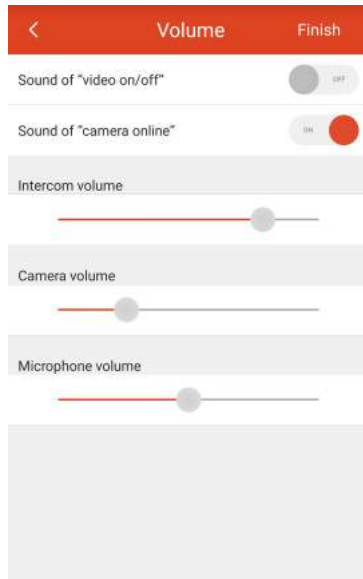 Volume
Finish
Sound of "video on/off"
OFF
Sound of "camera online"
ON
Intercom volume
Camera volume
Microphone volume